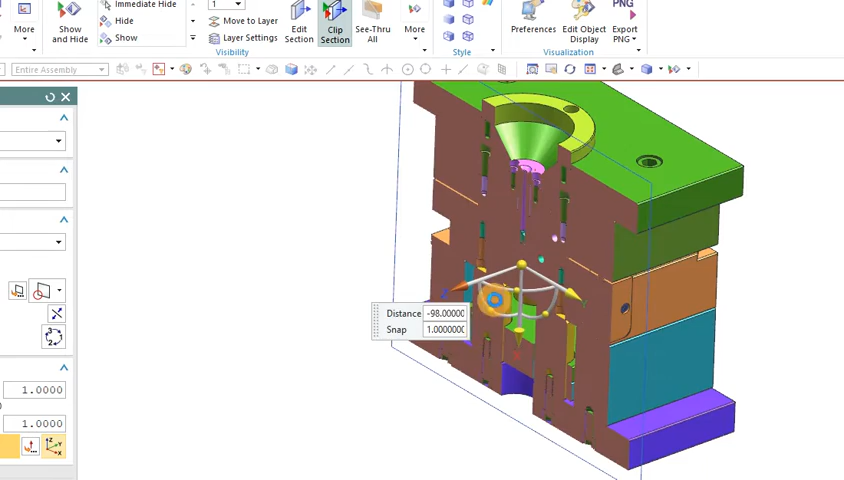 Immediate Hide
1
PNG
More
Show
and Hide
Hide
Show
Move to Layer
Layer Settings
Edit
Section
Clip
Section
See-Thru
All
More
Preferences
Edit Object
Display
Export
PNG
Visibility
Style
Visualization
Entire Assembly
Distance -98.00000
Snap 1.0000000
1.0000
1.0000